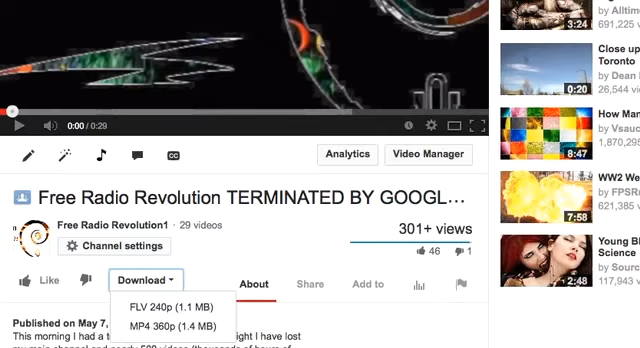 0:00 / 0:29
CC
Analytics
Video Manager
Free Radio Revolution TERMINATED BY GOOGL...
Free Radio Revolution1 · 29 videos
Channel settings
301+ views
46
1
Like
Download
About
Share
Add to
FLV 240p (1.1 MB)
MP4 360p (1.4 MB)
Published on May 7,
This morning I had a
ight I have lost
by Alltim
691,225 v
3:24
Close up
Toronto
by Dean
26,544 vi
0:20
How Man
by Vsauc
1,870,295
8:47
WW2 We
by FPSR
621,385 v
7:58
Young Bl
Science
by Sourc
117,943 v
2:48